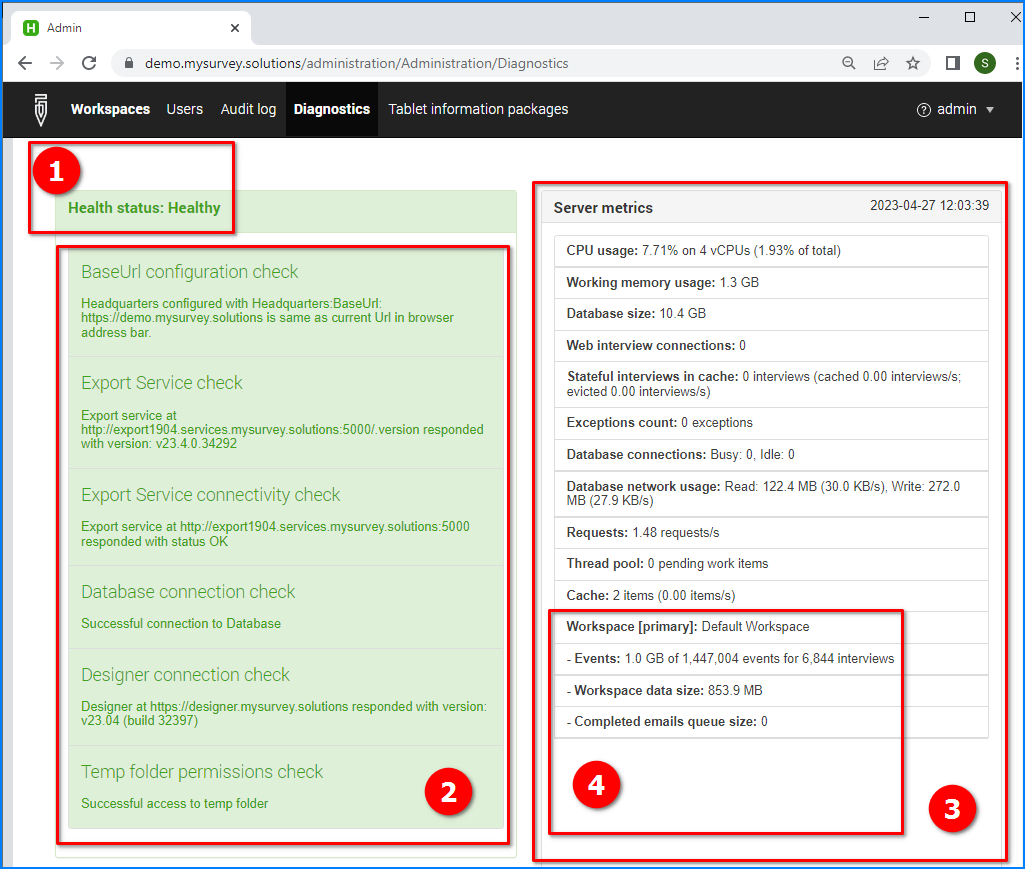 H Admin
demo.mysurvey.solutions/administration/Administration/Diagnostics
S
Workspaces Users Audit log Diagnostics Tablet information packages
? admin
1
Health status: Healthy
BaseUrl configuration check
Headquarters configured with Headquarters:BaseUrl:
https://demo.mysurvey.solutions is same as current Url in browser
address bar.
Export Service check
Export service at
http://export1904.services.mysurvey.solutions:5000/.version responded
with version: v23.4.0.34292
Export Service connectivity check
Export service at http://export1904.services.mysurvey.solutions:5000
responded with status OK
Database connection check
Successful connection to Database
Designer connection check
Designer at https://designer.mysurvey.solutions responded with version:
v23.04 (build 32397)
Temp folder permissions check
Successful access to temp folder
2
Server metrics 2023-04-27 12:03:39
CPU usage: 7.71% on 4 vCPUs (1.93% of total)
Working memory usage: 1.3 GB
Database size: 10.4 GB
Web interview connections: 0
Stateful interviews in cache: 0 interviews (cached 0.00 interviews/s;
evicted 0.00 interviews/s)
Exceptions count: 0 exceptions
Database connections: Busy: 0, Idle: 0
Database network usage: Read: 122.4 MB (30.0 KB/s), Write: 272.0
MB (27.9 KB/s)
Requests: 1.48 requests/s
Thread pool: 0 pending work items
Cache: 2 items (0.00 items/s)
Workspace [primary]: Default Workspace
- Events: 1.0 GB of 1,447,004 events for 6,844 interviews
- Workspace data size: 853.9 MB
- Completed emails queue size: 0
4
3